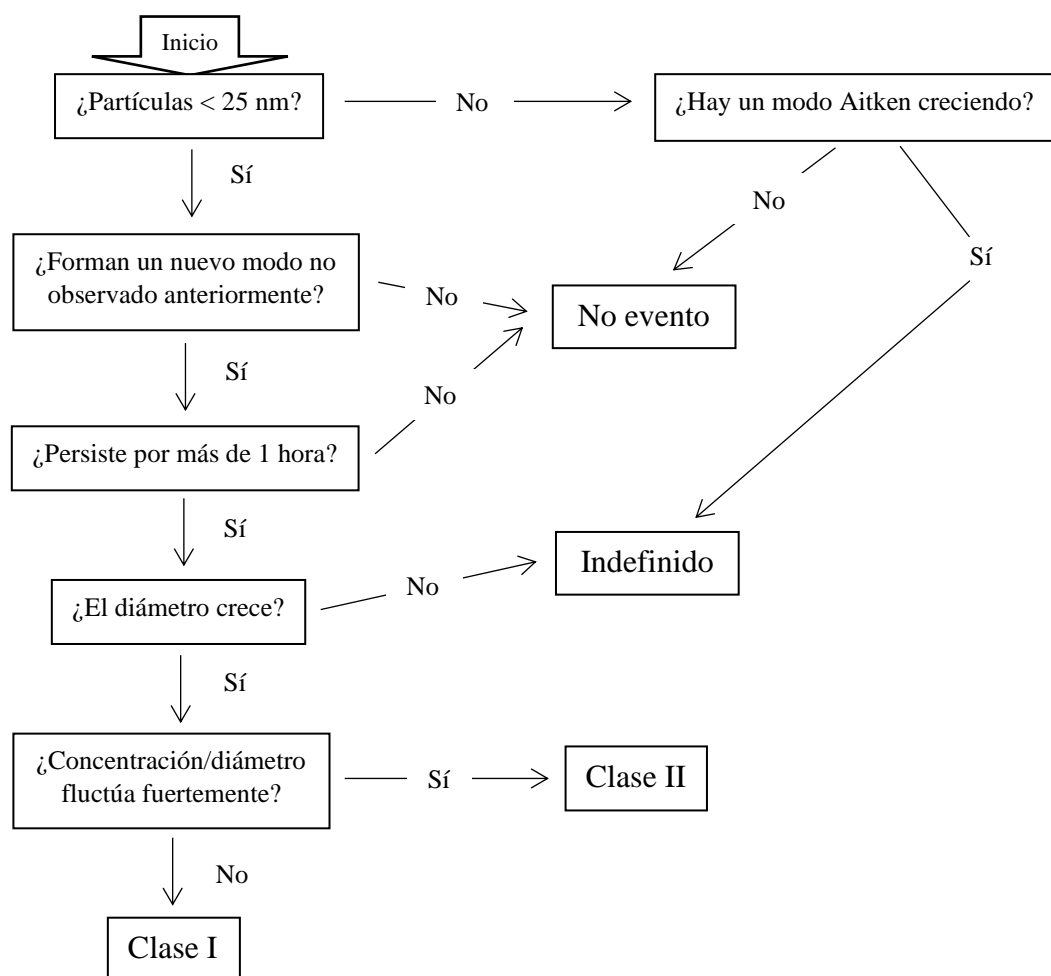 Inicio
¿Partículas < 25 nm?
No
¿Hay un modo Aitken creciendo?
Sí
No
¿Forman un nuevo modo no
observado anteriormente?
No
No evento
Sí
Sí
No
¿Persiste por más de 1 hora?
Sí
No
Indefinido
¿El diámetro crece?
Sí
¿Concentración/diámetro
fluctúa fuertemente?
Sí
Clase II
No
Clase I